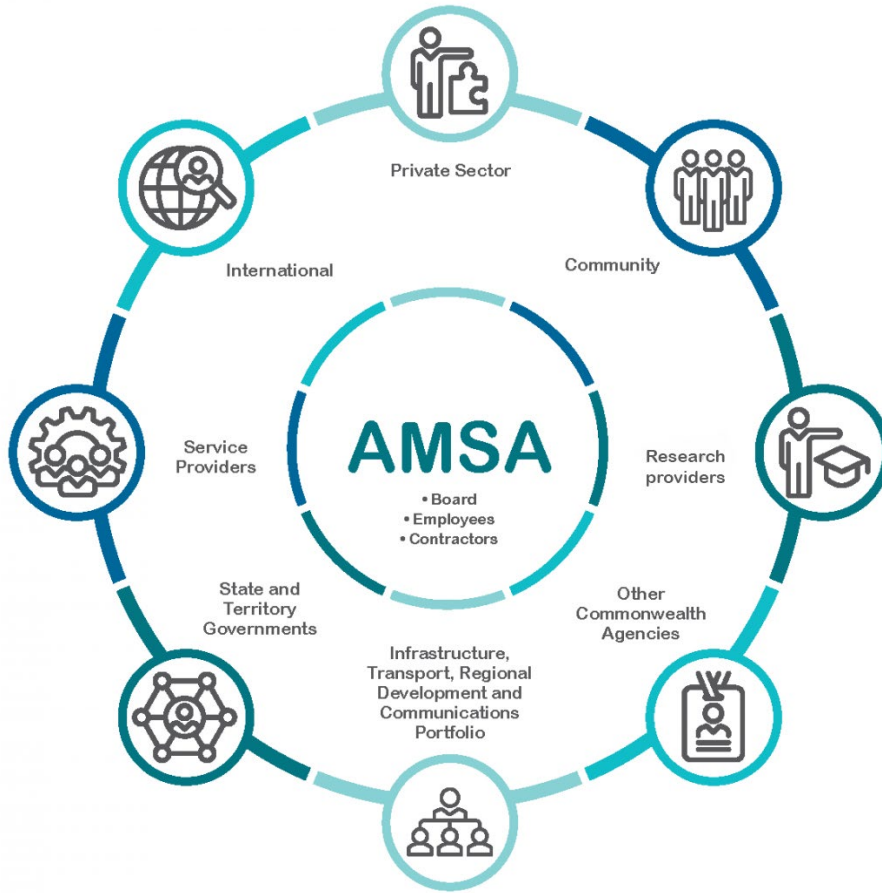 Private Sector
International
Community
Service
Providers
AMSA
• Board
• Employees
• Contractors
Research
providers
State and
Territory
Governments
Other
Commonwealth
Agencies
Infrastructure,
Transport, Regional
Development and
Communications
Portfolio